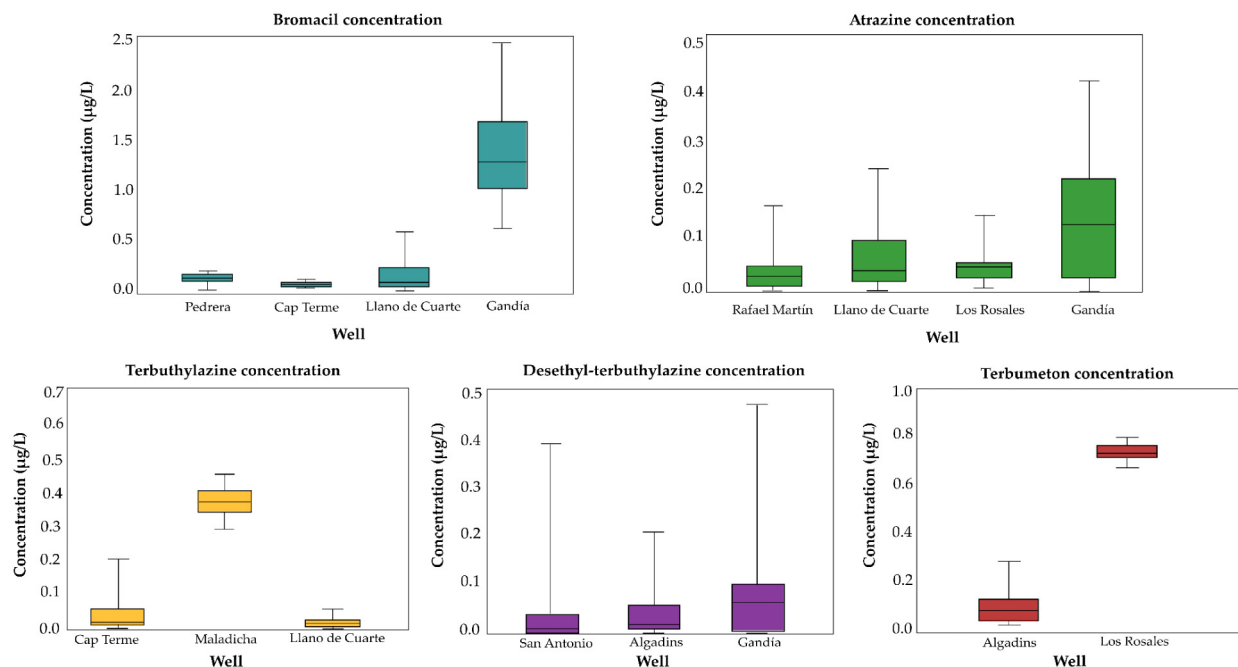 Bromacil concentration
Concentration (µg/L)
2.5
2.0
1.5
1.0
0.5
0.0
Pedrera Cap Terme Llano de Cuarte Gandía
Well
Atrazine concentration
Concentration (µg/L)
0.5
0.4
0.3
0.2
0.1
0.0
Rafael Martín Llano de Cuarte Los Rosales Gandía
Well
Terbuthylazine concentration
Concentration (µg/L)
0.7
0.6
0.5
0.4
0.3
0.2
0.1
0.0
Cap Terme Maladicha Llano de Cuarte
Well
Desethyl-terbuthylazine concentration
Concentration (µg/L)
0.5
0.4
0.3
0.2
0.1
0.0
San Antonio Algadins Gandía
Well
Terbumeton concentration
Concentration (µg/L)
1.0
0.8
0.6
0.4
0.2
0.0
Algadins Los Rosales
Well